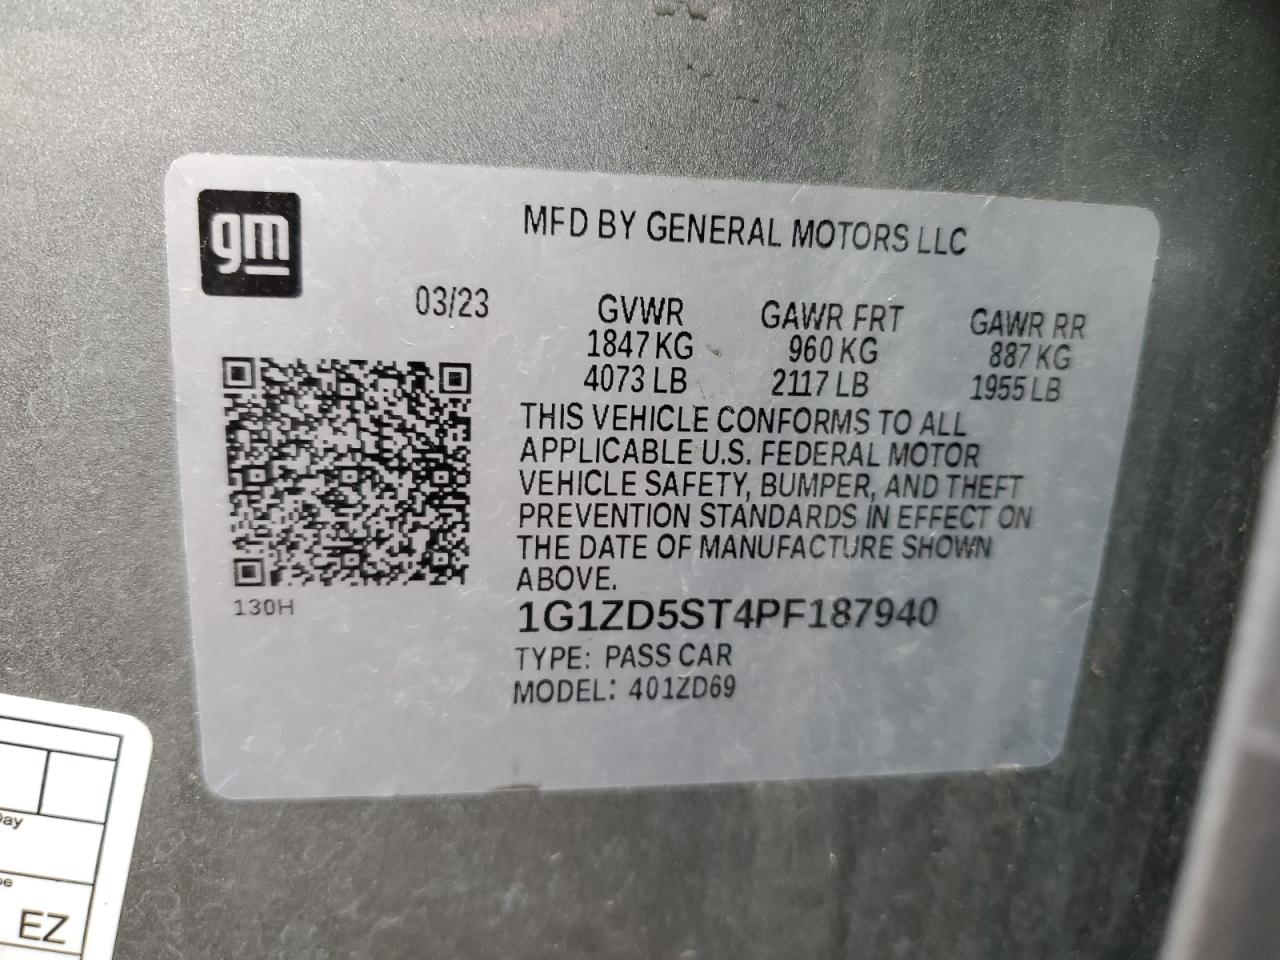 gm
MFD BY GENERAL MOTORS LLC
03/23
GVWR GAWR FRT GAWR RR
1847 KG 960 KG 887 KG
4073 LB 2117 LB 1955 LB
THIS VEHICLE CONFORMS TO ALL
APPLICABLE U.S. FEDERAL MOTOR
VEHICLE SAFETY, BUMPER, AND THEFT
PREVENTION STANDARDS IN EFFECT ON
THE DATE OF MANUFACTURE SHOWN
ABOVE.
130H
1G1ZD5ST4PF187940
TYPE: PASS CAR
MODEL: 401ZD69
EZ